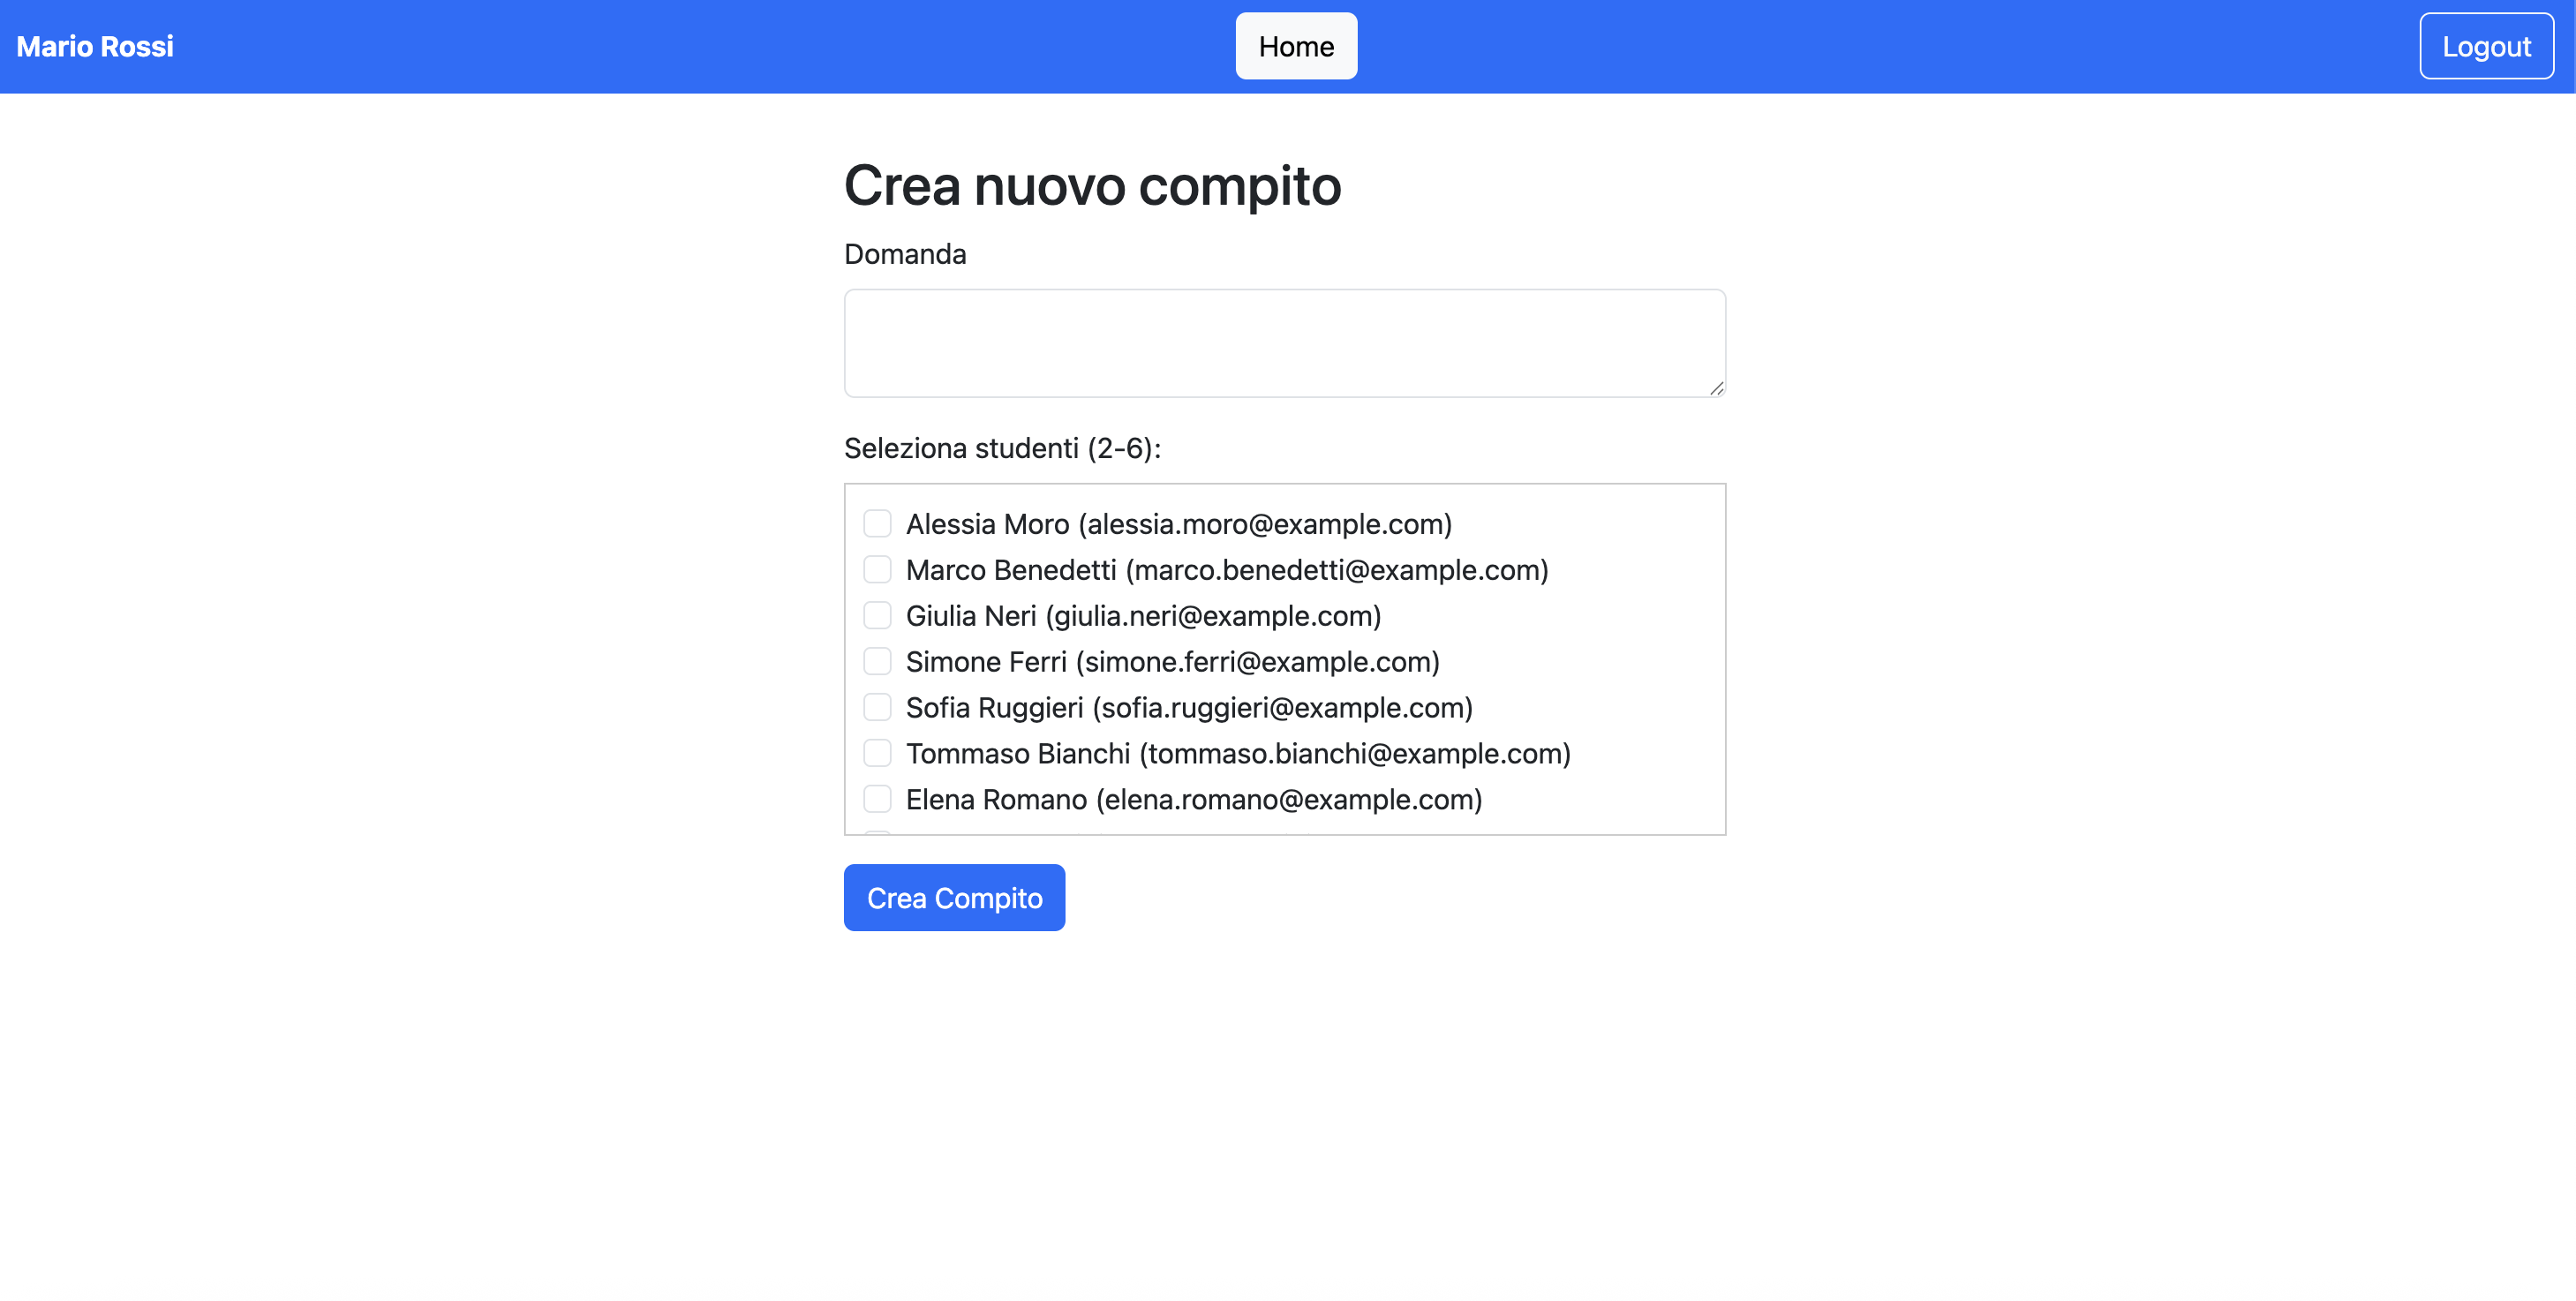 Mario Rossi
Home
Logout
Crea nuovo compito
Domanda
Seleziona studenti (2-6):
Alessia Moro (alessia.moro@example.com)
Marco Benedetti (marco.benedetti@example.com)
Giulia Neri (giulia.neri@example.com)
Simone Ferri (simone.ferri@example.com)
Sofia Ruggieri (sofia.ruggieri@example.com)
Tommaso Bianchi (tommaso.bianchi@example.com)
Elena Romano (elena.romano@example.com)
Crea Compito